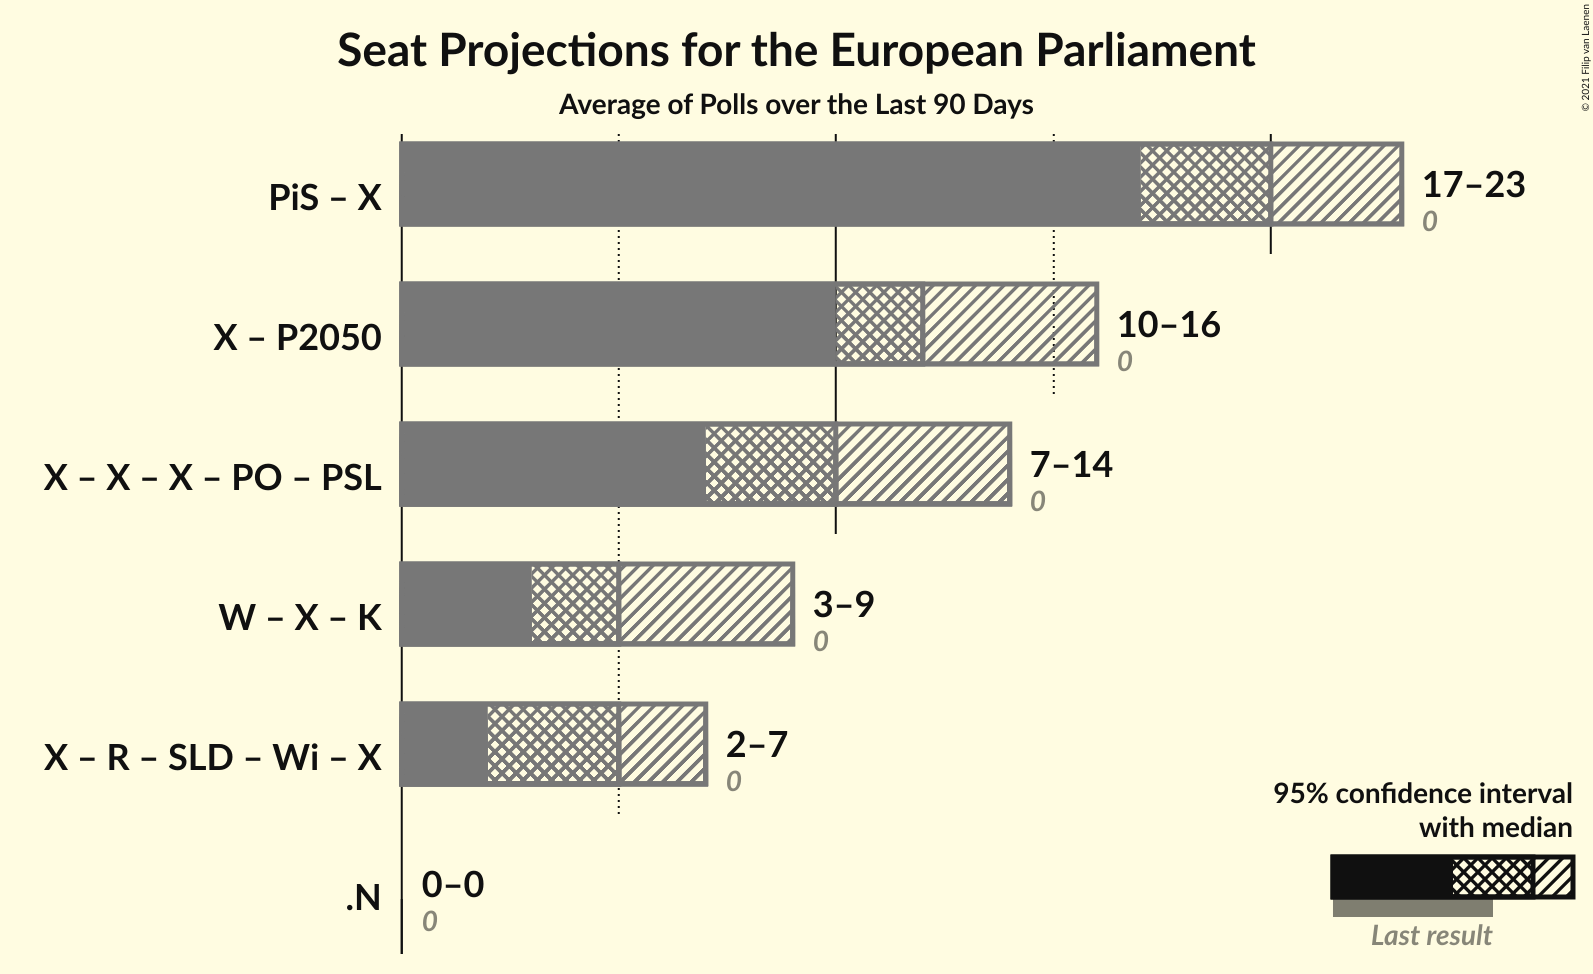 Seat Projections for the European Parliament
Average of Polls over the Last 90 Days
© 2021 Filip van Laenen
PiS – X
17–23
0
X – P2050
10–16
0
X – X – X – PO – PSL
7–14
0
W – X – K
3–9
0
X – R – SLD – Wi – X
2–7
0
.N
0–0
0
95% confidence interval
with median
Last result